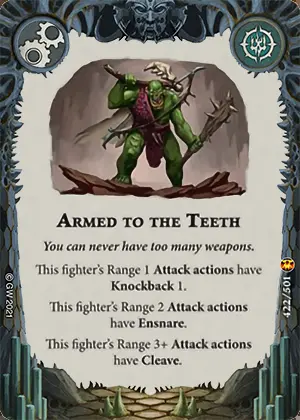 ARMED TO THE TEETH
You can never have too many weapons.
This fighter's Range 1 Attack actions have
Knockback 1.
This fighter's Range 2 Attack actions
have Ensnare.
This fighter's Range 3+ Attack actions
have Cleave.
© GW 2021
422/501